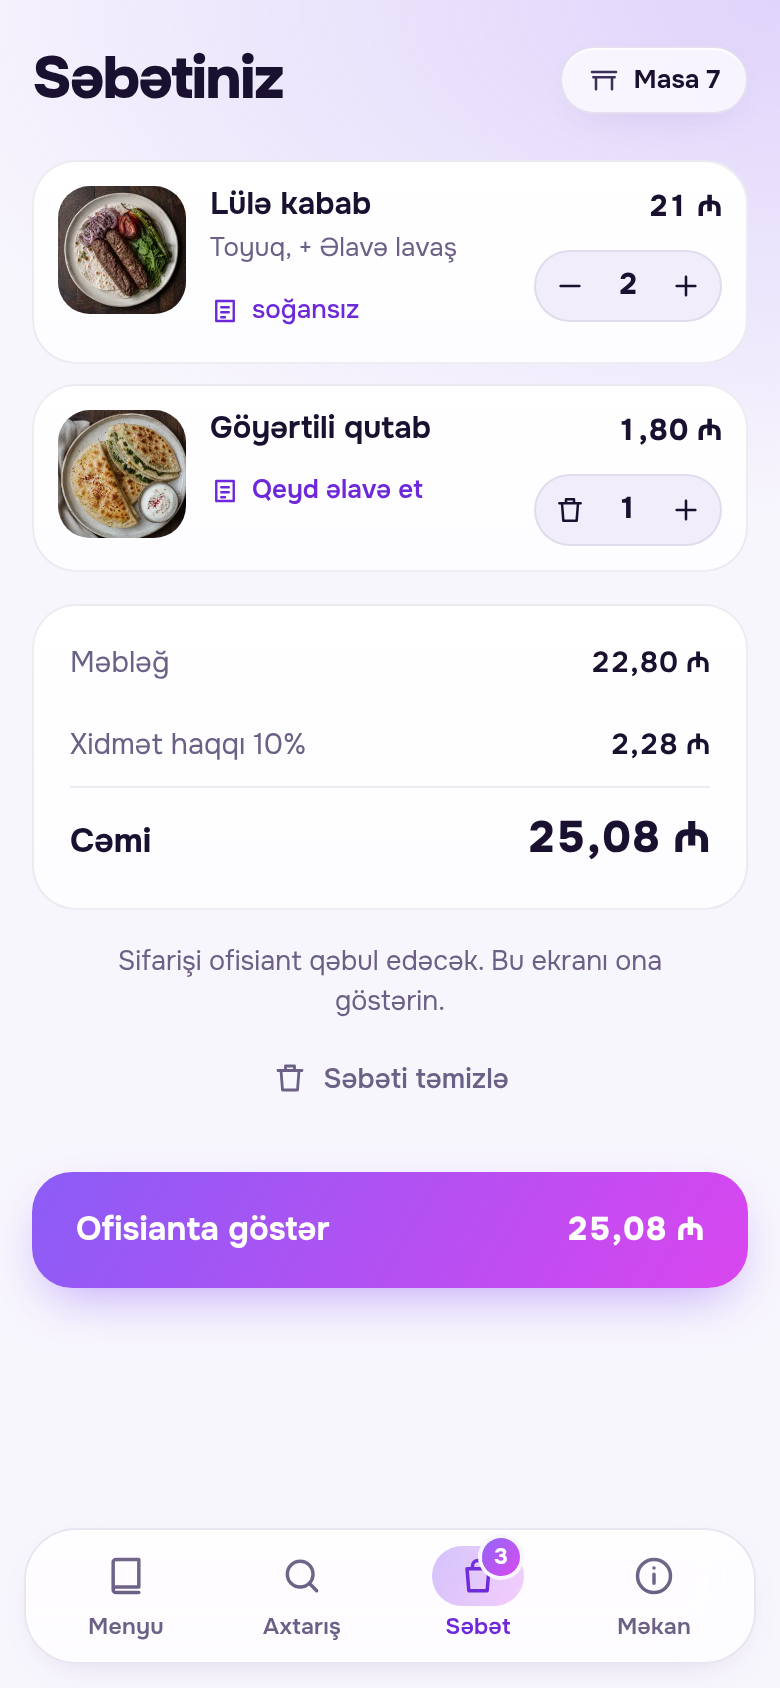 Səbətiniz
Masa 7
Lülə kabab
21 ₼
Toyuq, + Əlavə lavaş
2
soğansız
Göyərtili qutab
1,80 ₼
Qeyd əlavə et
1
Məbləğ 22,80 ₼
Xidmət haqqı 10% 2,28 ₼
Cəmi 25,08 ₼
Sifarişi ofisiant qəbul edəcək. Bu ekranı ona
göstərin.
Səbəti təmizlə
Ofisianta göstər 25,08 ₼
3
Menyu Axtarış Səbət Məkan